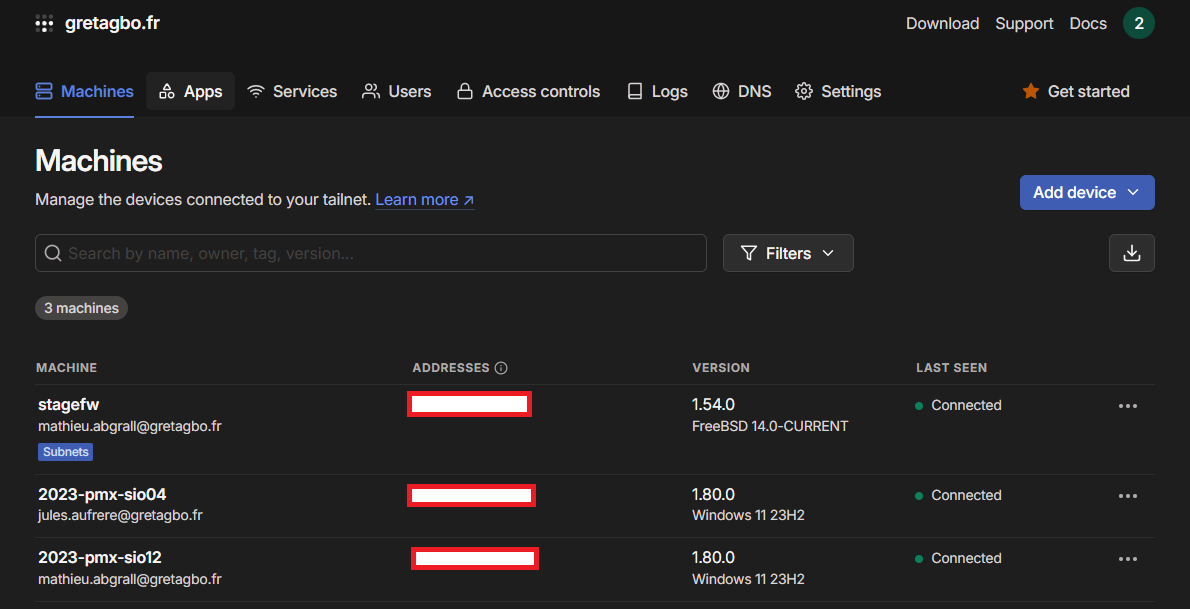 gretagbo.fr
Download Support Docs 2
Machines Apps Services Users Access controls Logs DNS Settings Get started
Machines
Manage the devices connected to your tailnet. Learn more ↗
Add device
Search by name, owner, tag, version...
Filters
3 machines
MACHINE ADDRESSES VERSION LAST SEEN
stagefw 1.54.0 Connected
mathieu.abgrall@gretagbo.fr FreeBSD 14.0-CURRENT
Subnets
2023-pmx-sio04 1.80.0 Connected
jules.aufrere@gretagbo.fr Windows 11 23H2
2023-pmx-sio12 1.80.0 Connected
mathieu.abgrall@gretagbo.fr Windows 11 23H2